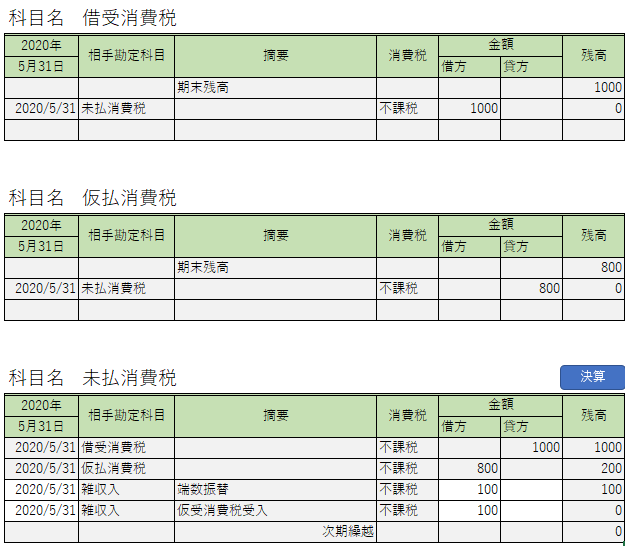 科目名 借受消費税
2020年 相手勘定科目 摘要 消費税 金額 残高
5月31日 借方 貸方
期末残高 1000
2020/5/31 未払消費税 不課税 1000 0
科目名 仮払消費税
2020年 相手勘定科目 摘要 消費税 金額 残高
5月31日 借方 貸方
期末残高 800
2020/5/31 未払消費税 不課税 800 0
科目名 未払消費税 決算
2020年 相手勘定科目 摘要 消費税 金額 残高
5月31日 借方 貸方
2020/5/31 借受消費税 不課税 1000 1000
2020/5/31 仮払消費税 不課税 800 200
2020/5/31 雑収入 端数振替 不課税 100 100
2020/5/31 雑収入 仮受消費税受入 不課税 100 0
次期繰越 0